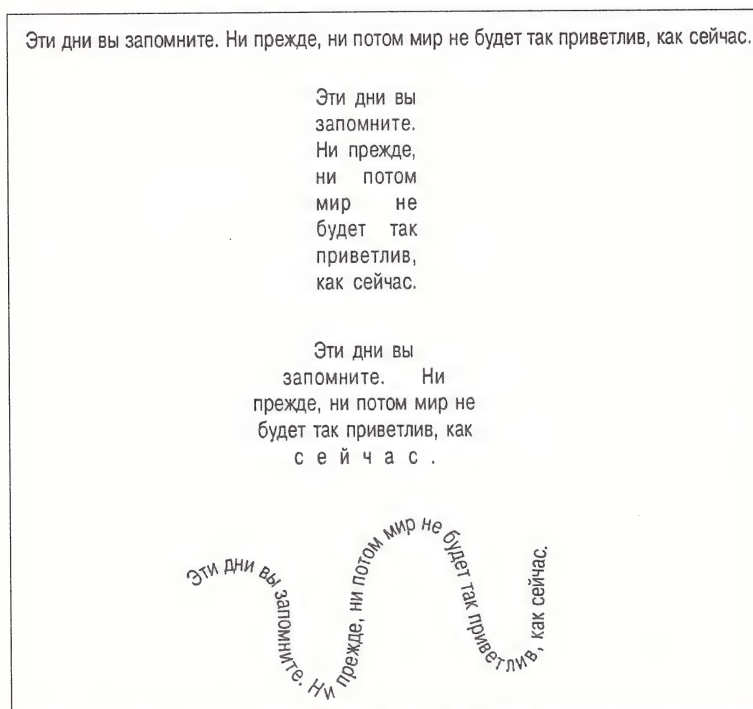 Эти дни вы запомните. Ни прежде, ни потом мир не будет так приветлив, как сейчас.
Эти дни вы
запомните.
Ни прежде,
ни потом
мир не
будет так
приветлив,
как сейчас.
Эти дни вы
запомните. Ни
прежде, ни потом мир не
будет так приветлив, как
сейчас.
Эти дни вы запомните. Ни прежде, ни потом мир не будет так приветлив, как сейчас.